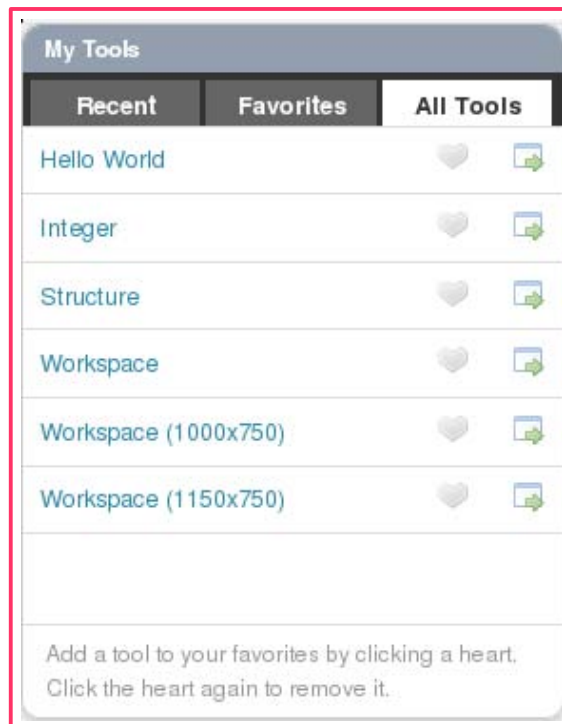 My Tools
Recent Favorites All Tools
Hello World
Integer
Structure
Workspace
Workspace (1000x750)
Workspace (1150x750)
Add a tool to your favorites by clicking a heart.
Click the heart again to remove it.